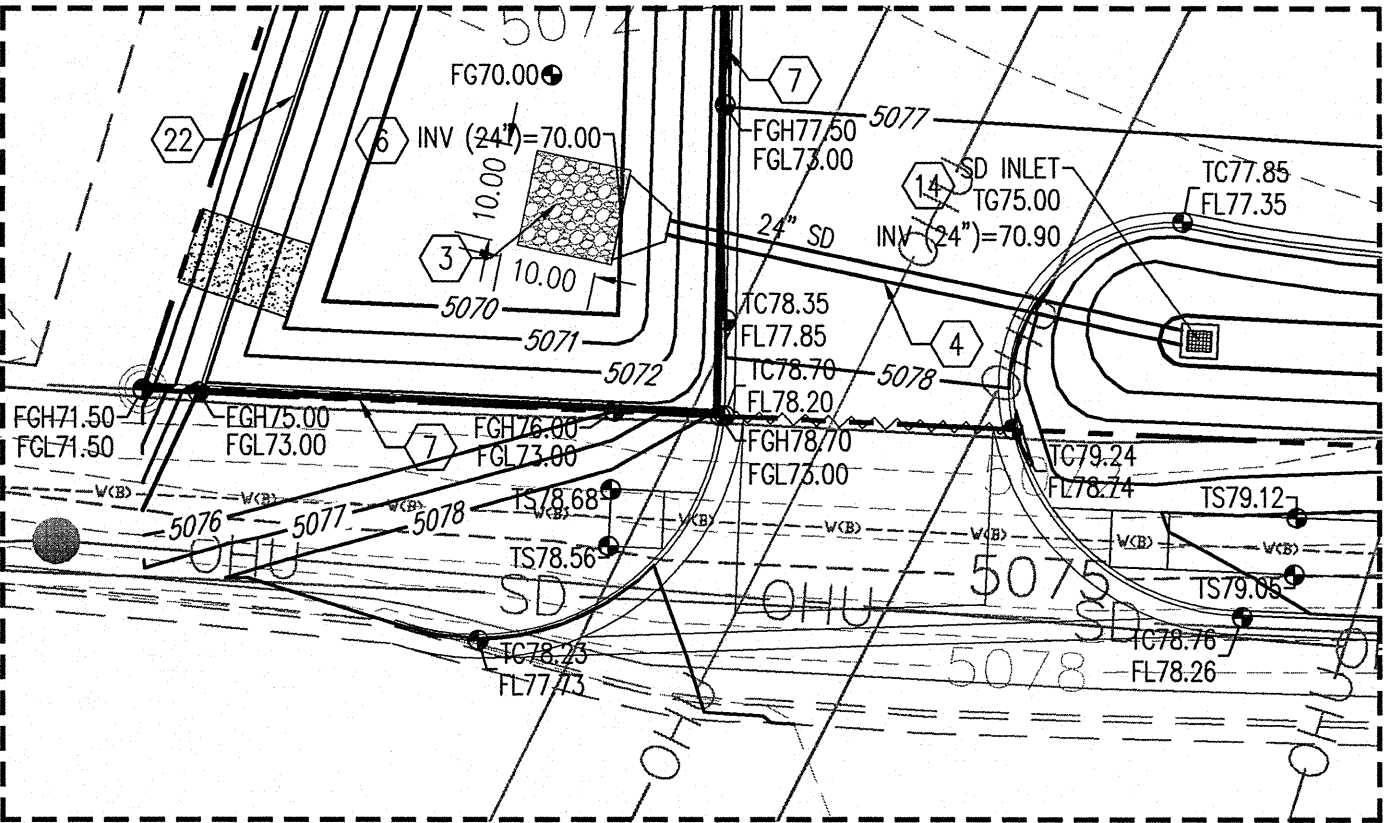 5072
FG70.00
7
5077
22
6 INV (24")=70.00
FGH77.50
FGL73.00
10.00
14 SD INLET
TG75.00
INV (24")=70.90
TC77.85
FL77.35
24" SD
3
10.00
5070
TC78.35
FL77.85
4
5071
5072
TC78.70
FL78.20
5078
FGH71.50
FGL71.50
FGH75.00
FGL73.00
7
FGH76.00
FGL73.00
FGH78.70
FGL73.00
TC79.24
FL78.74
W(B)
W(B)
W(B)
W(B)
W(B)
W(B)
W(B)
W(B)
W(B)
TS78.68
TS79.12
5076
5077
5078
OHU
TS78.56
SD
OHU
5075
TS79.05
SD
TC78.23
FL77.73
5078
TC78.76
FL78.26